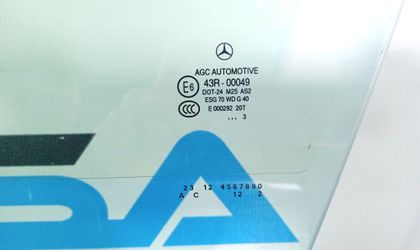 AGC AUTOMOTIVE
E6 43R - 00049
DOT-24 M25 AS2
CCC ESG 70 WD G 40
E 000292 20T
... 3
23 12 4567890
A C 12 2